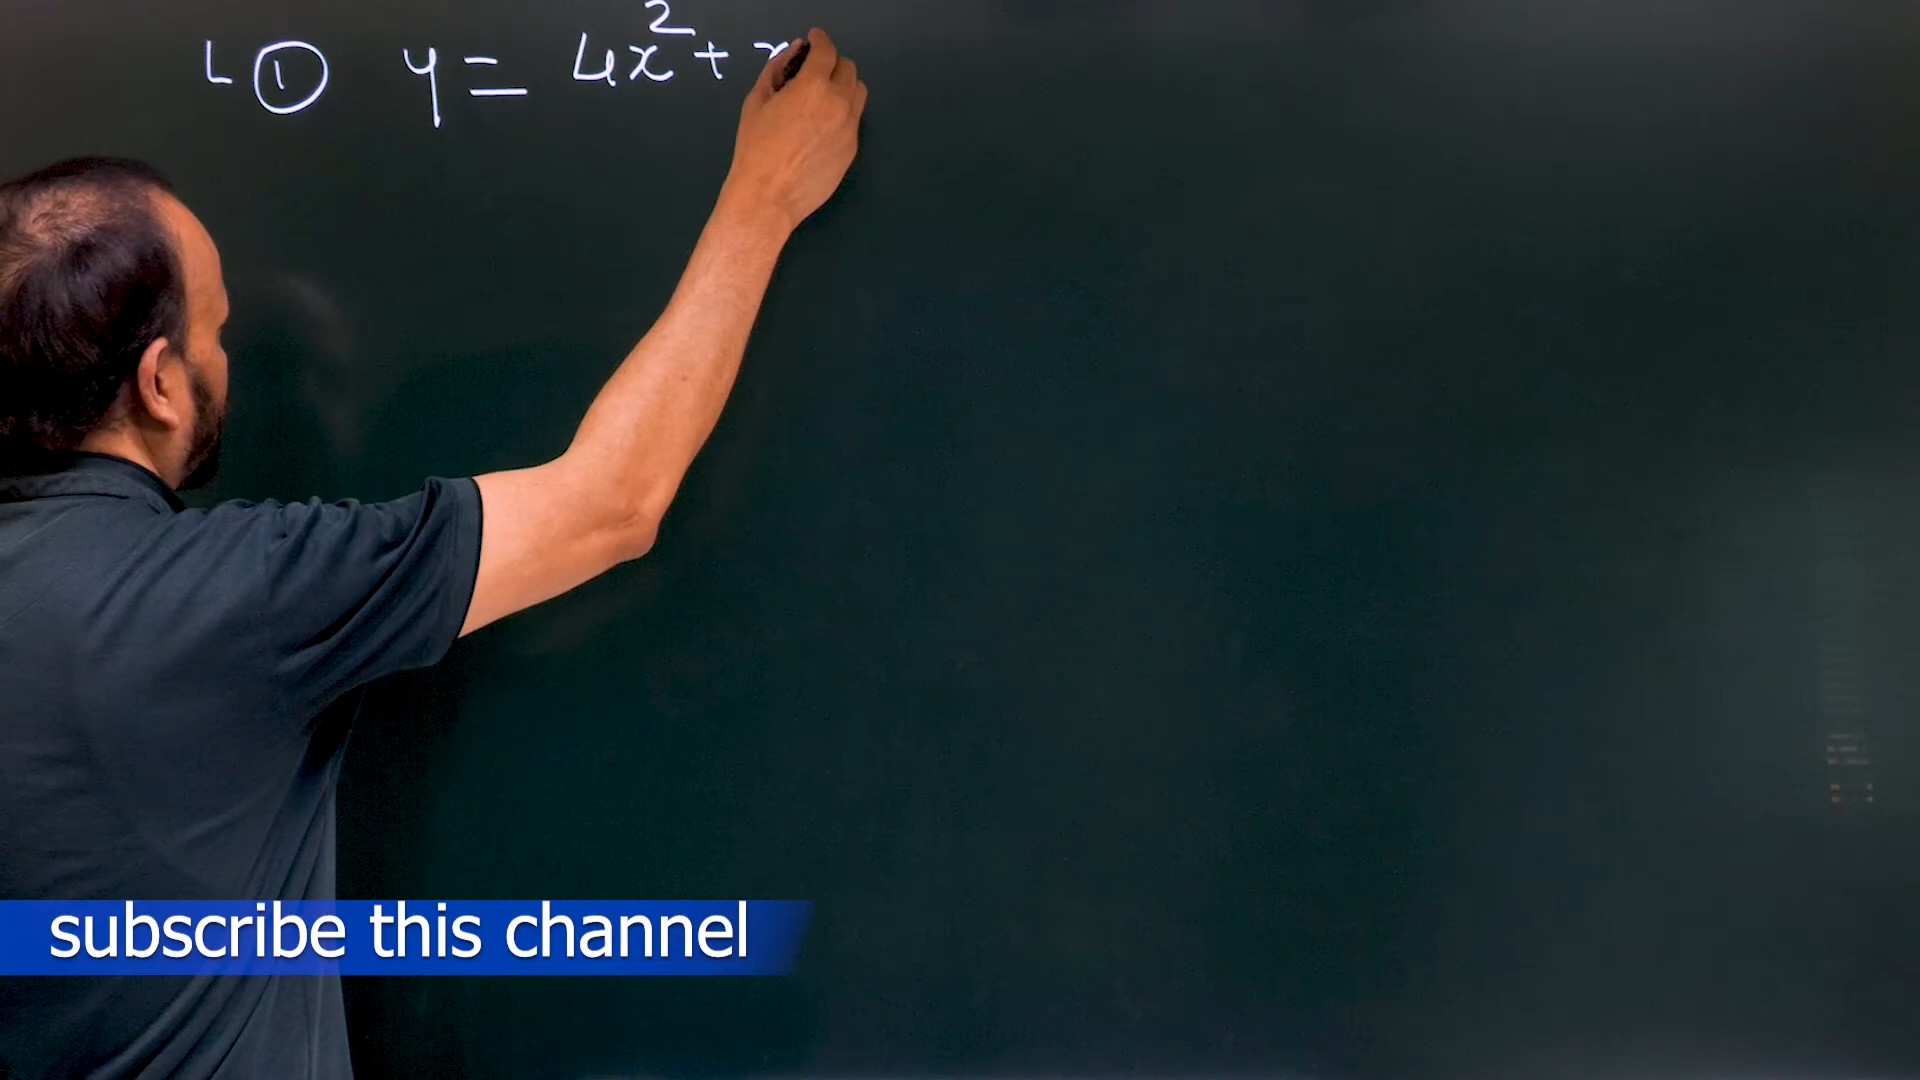 L ① y = 4x² + x
subscribe this channel